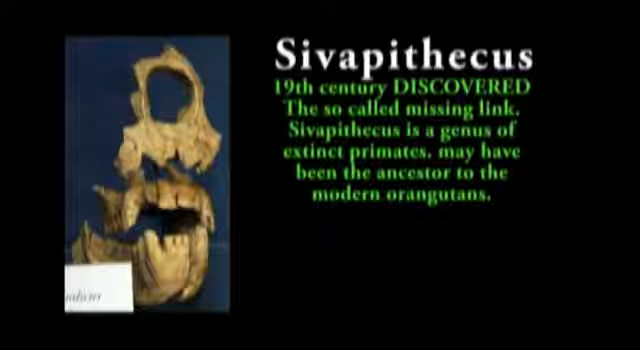 Sivapithecus
19th century DISCOVERED
The so called missing link.
Sivapithecus is a genus of
extinct primates. may have
been the ancestor to the
modern orangutans.